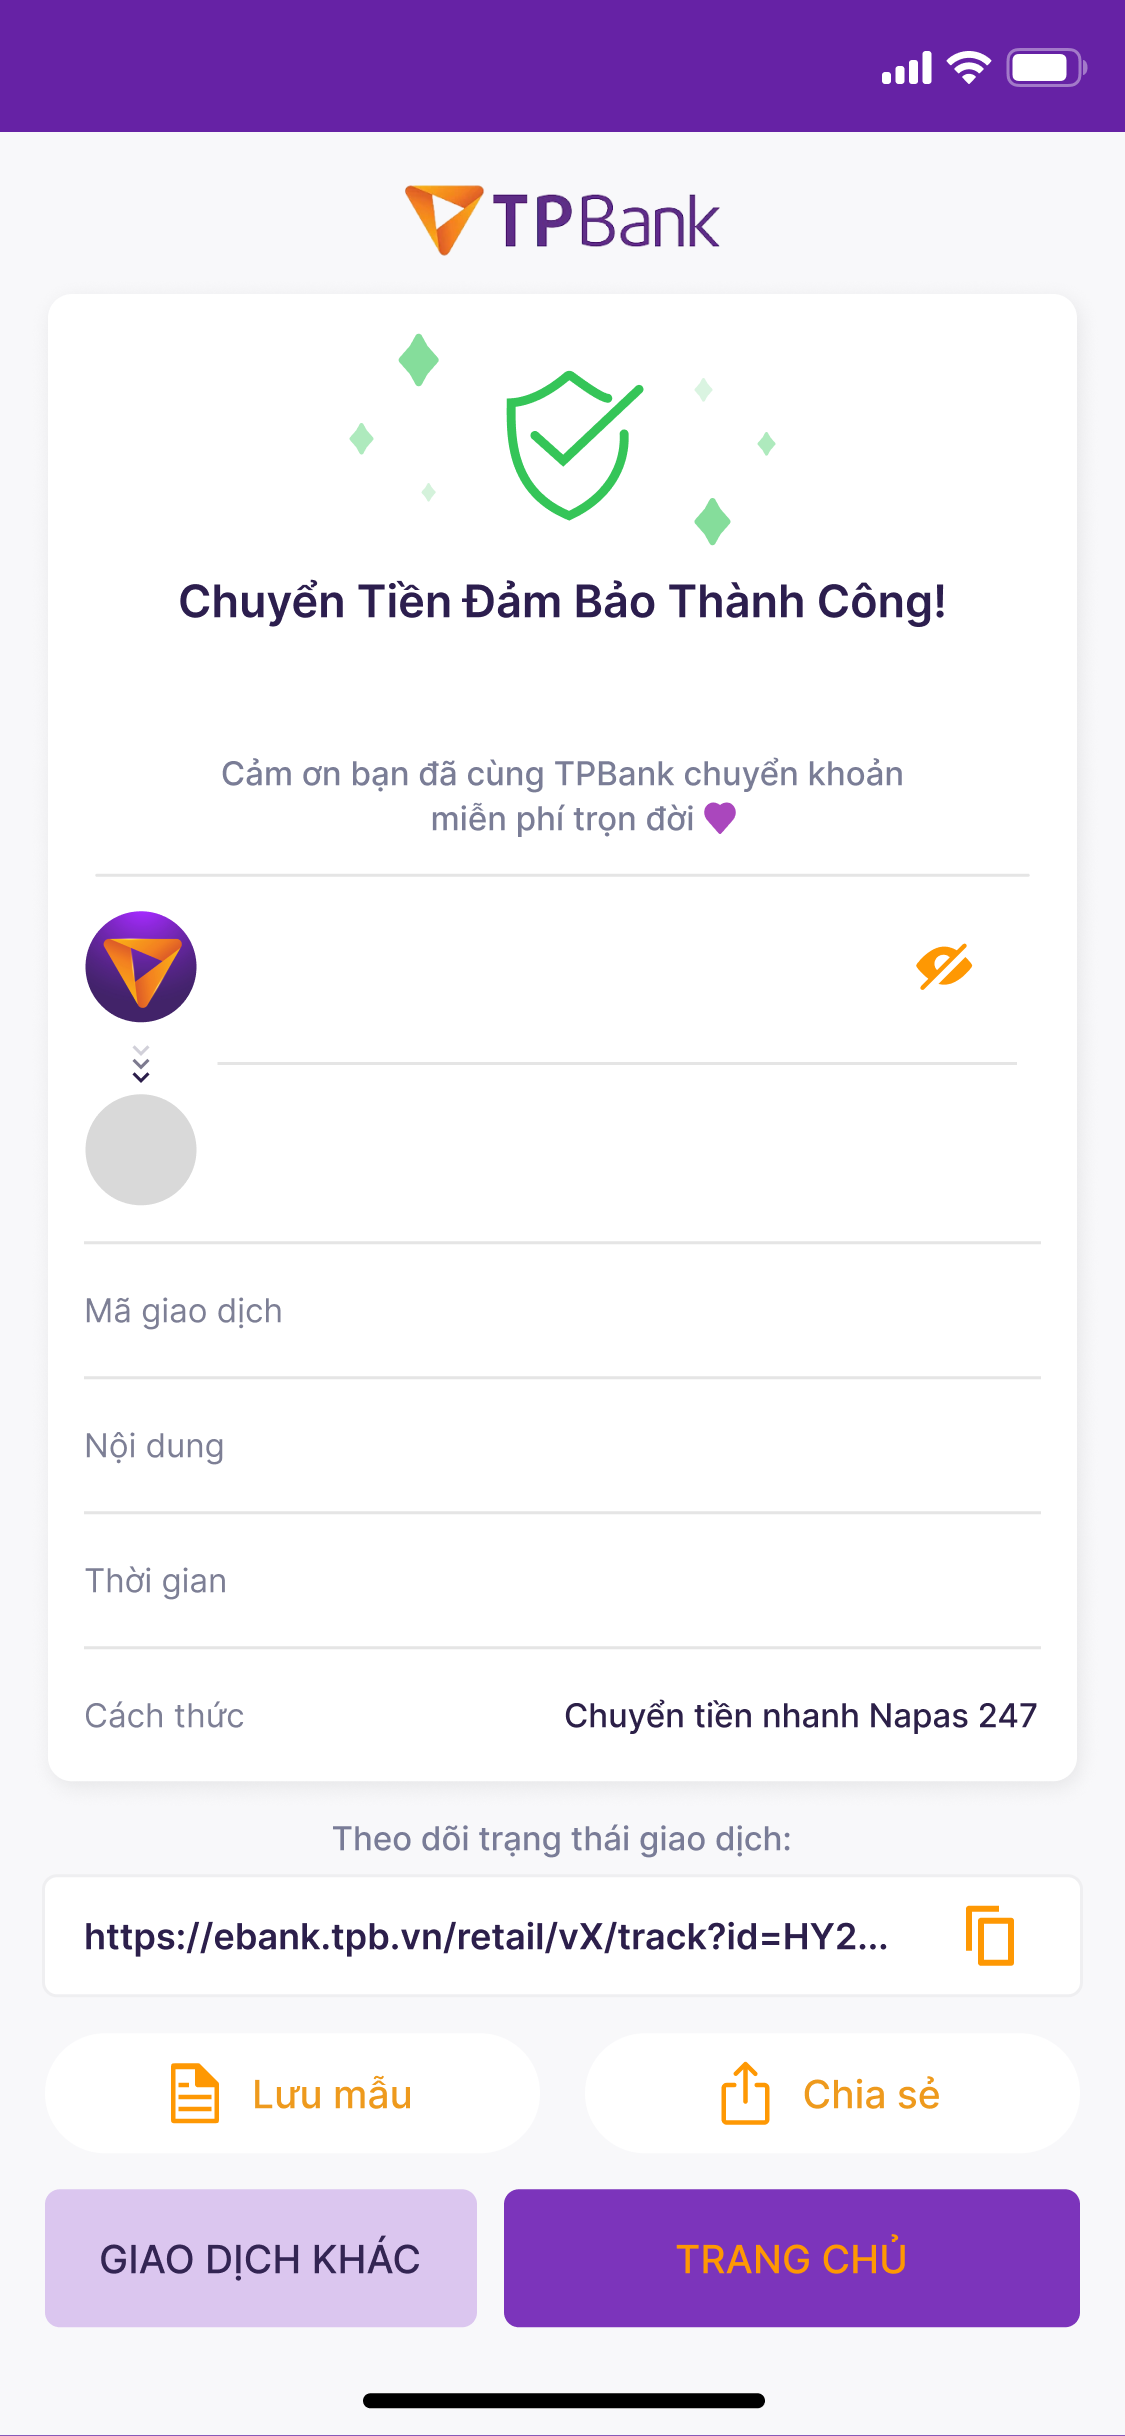 TPBank
Chuyển Tiền Đảm Bảo Thành Công!
Cảm ơn bạn đã cùng TPBank chuyển khoản
miễn phí trọn đời 💜
Mã giao dịch
Nội dung
Thời gian
Cách thức Chuyển tiền nhanh Napas 247
Theo dõi trạng thái giao dịch:
https://ebank.tpb.vn/retail/vX/track?id=HY2...
Lưu mẫu Chia sẻ
GIAO DỊCH KHÁC TRANG CHỦ